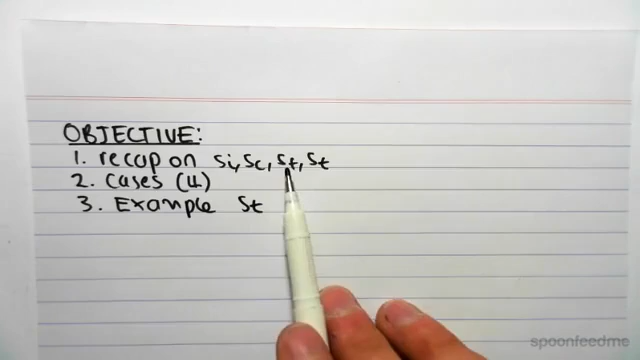 OBJECTIVE:
1. recap on Si, Sc, St, St
2. Cases (4)
3. Example St
spoonfeedme